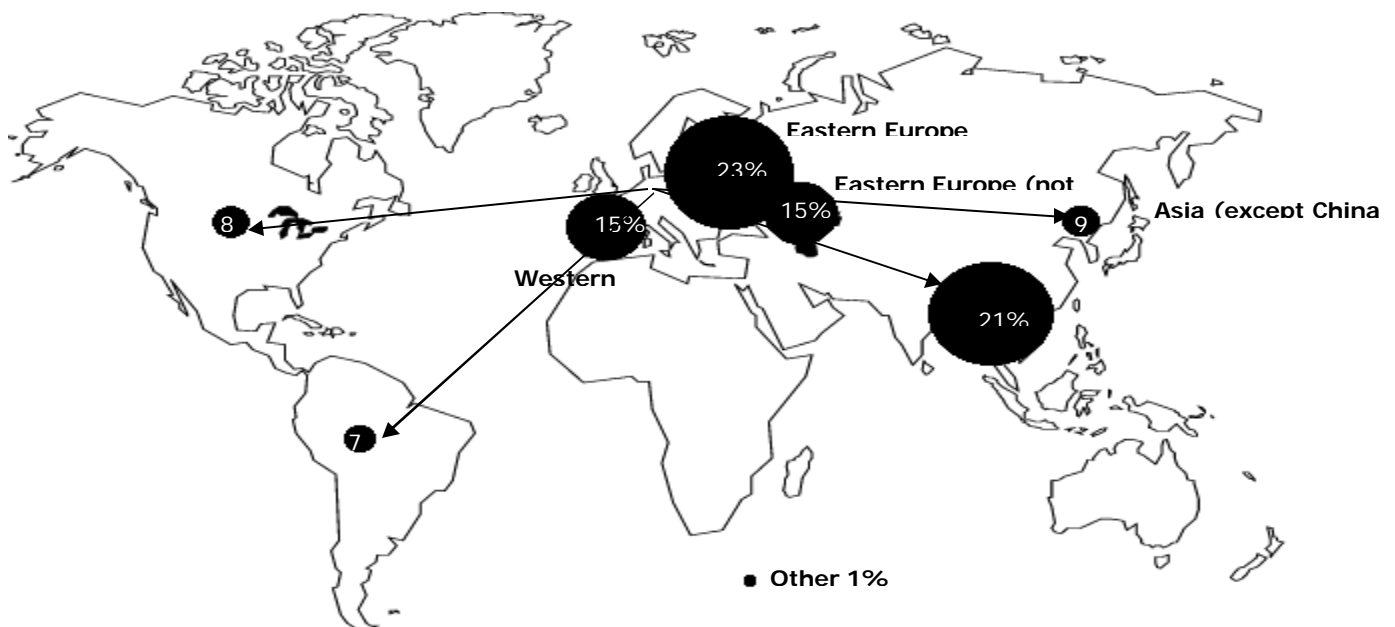 Eastern Europe
23%
Eastern Europe (not
15%
8
15%
9
Asia (except China
Western
21%
7
Other 1%